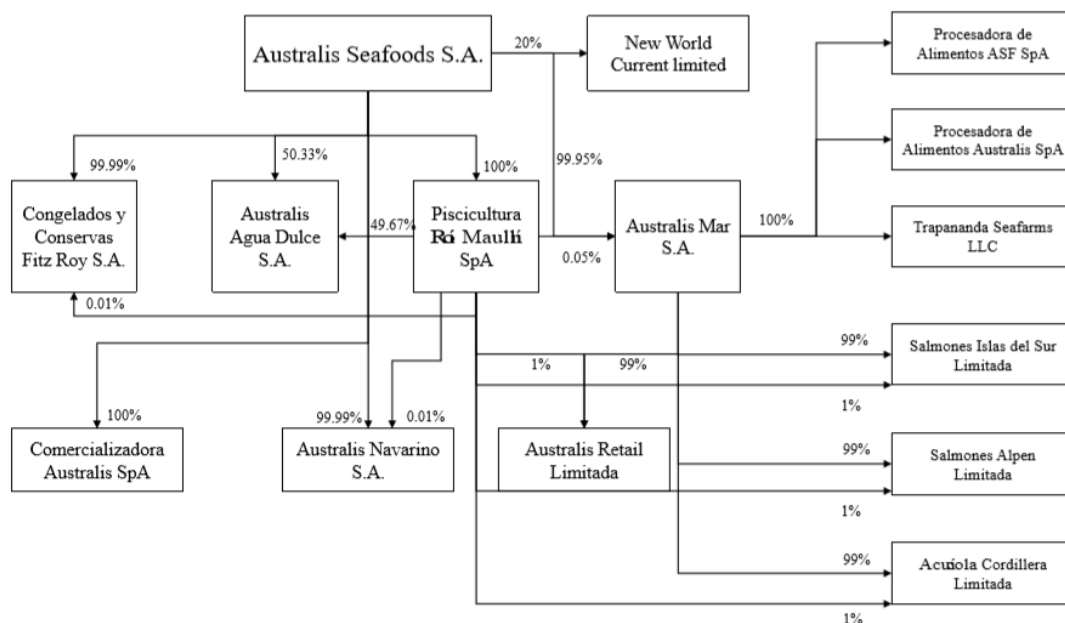 Australis Seafoods S.A.
20%
New World
Current limited
Procesadora de
Alimentos ASF SpA
Procesadora de
Alimentos Australis SpA
99.99%
50.33%
100%
99.95%
Congelados y
Conservas
Fitz Roy S.A.
Australis
Agua Dulce
S.A.
49.67%
Piscicultura
Maullí
SpA
0.05%
Australis Mar
S.A.
100%
Trapananda Seafarms
LLC
0.01%
99%
Salmones Islas del Sur
Limitada
1%
1%
99%
100%
99.99%
0.01%
Comercializadora
Australis SpA
Australis Navarino
S.A.
Australis Retail
Limitada
99%
Salmones Alpen
Limitada
1%
99%
Cordillera
Limitada
1%